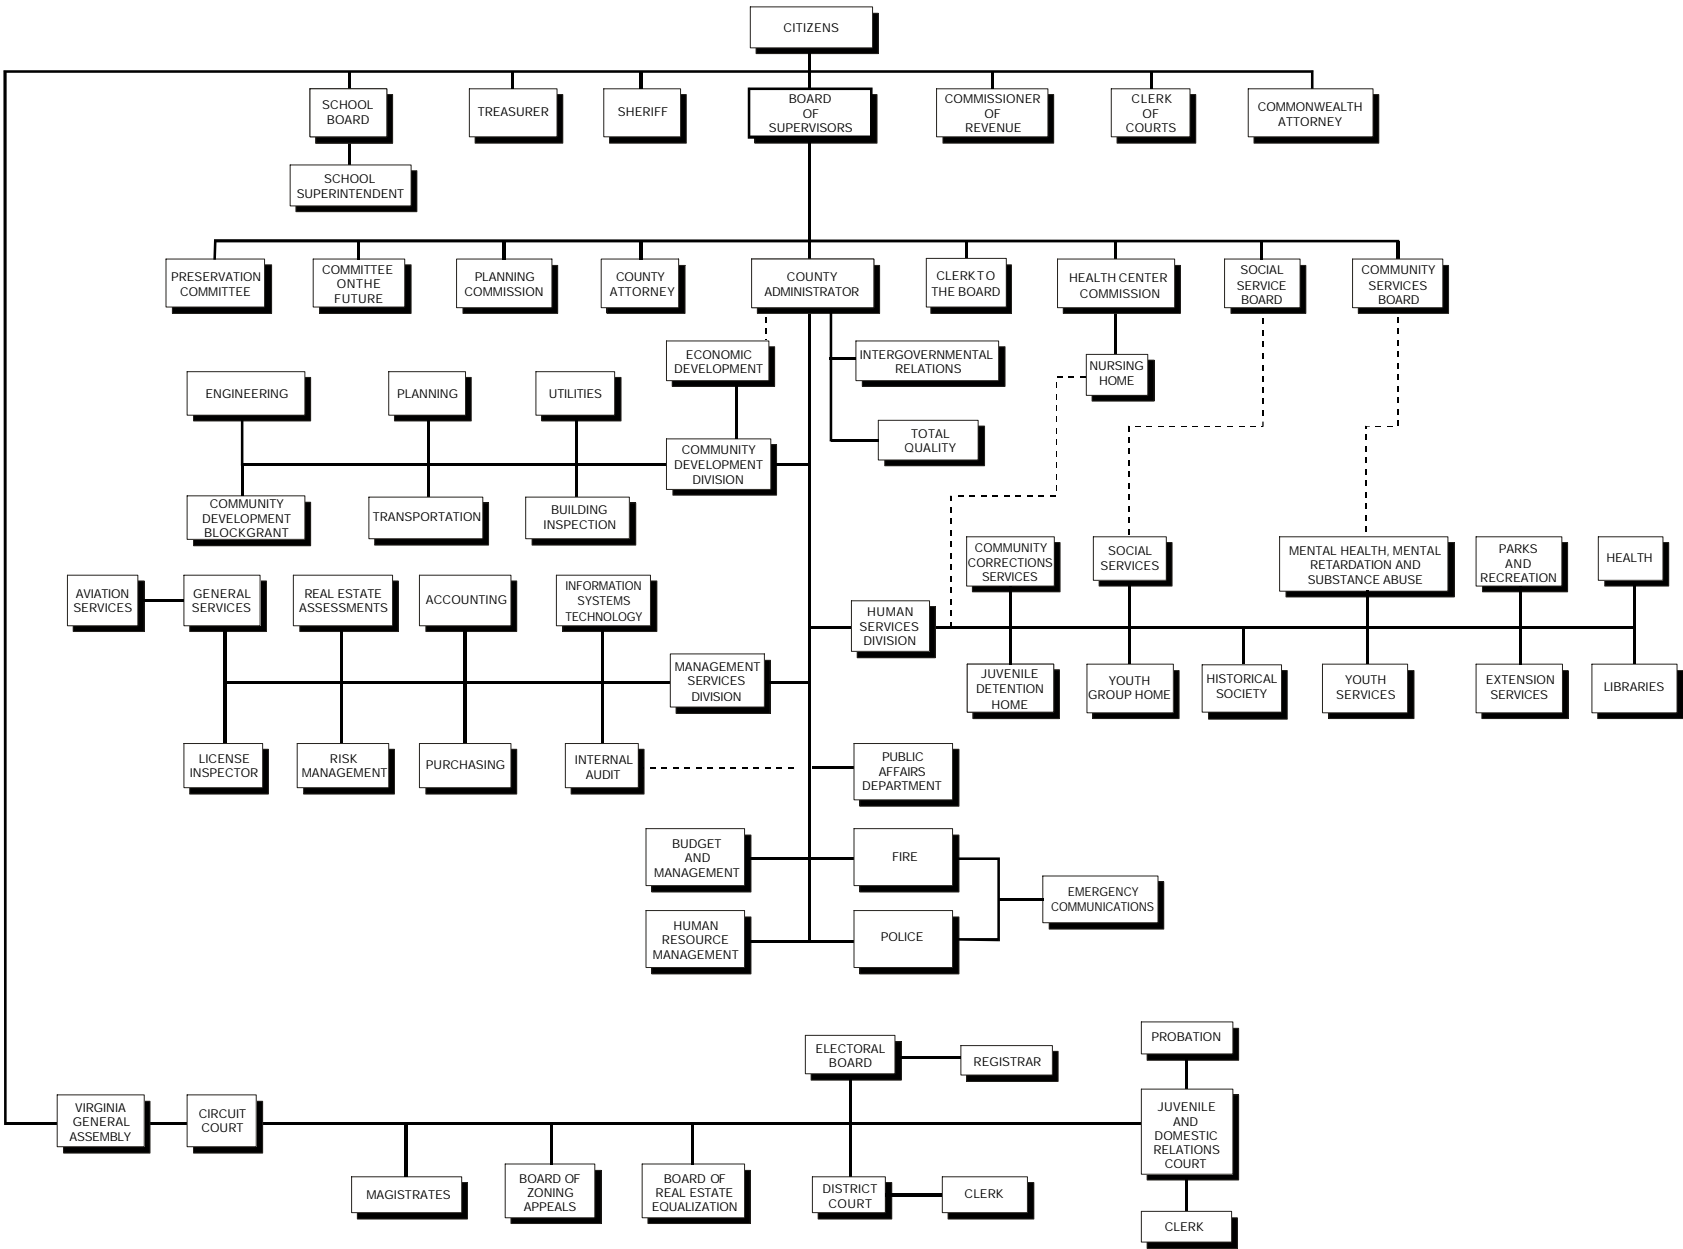 CITIZENS
SCHOOL
BOARD
TREASURER
SHERIFF
BOARD
OF
SUPERVISORS
COMMISSIONER
OF
REVENUE
CLERK
OF
COURTS
COMMONWEALTH
ATTORNEY
SCHOOL
SUPERINTENDENT
PRESERVATION
COMMITTEE
COMMITTEE
ONTHE
FUTURE
PLANNING
COMMISSION
COUNTY
ATTORNEY
COUNTY
ADMINISTRATOR
CLERK TO
THE BOARD
HEALTH CENTER
COMMISSION
SOCIAL
SERVICE
BOARD
COMMUNITY
SERVICES
BOARD
ECONOMIC
DEVELOPMENT
INTERGOVERNMENTAL
RELATIONS
NURSING
HOME
ENGINEERING
PLANNING
UTILITIES
TOTAL
QUALITY
COMMUNITY
DEVELOPMENT
DIVISION
COMMUNITY
DEVELOPMENT
BLOCKGRANT
TRANSPORTATION
BUILDING
INSPECTION
COMMUNITY
CORRECTIONS
SERVICES
SOCIAL
SERVICES
MENTAL HEALTH, MENTAL
RETARDATION AND
SUBSTANCE ABUSE
PARKS
AND
RECREATION
HEALTH
AVIATION
SERVICES
GENERAL
SERVICES
REAL ESTATE
ASSESSMENTS
ACCOUNTING
INFORMATION
SYSTEMS
TECHNOLOGY
HUMAN
SERVICES
DIVISION
MANAGEMENT
SERVICES
DIVISION
JUVENILE
DETENTION
HOME
YOUTH
GROUP HOME
HISTORICAL
SOCIETY
YOUTH
SERVICES
EXTENSION
SERVICES
LIBRARIES
LICENSE
INSPECTOR
RISK
MANAGEMENT
PURCHASING
INTERNAL
AUDIT
PUBLIC
AFFAIRS
DEPARTMENT
BUDGET
AND
MANAGEMENT
FIRE
EMERGENCY
COMMUNICATIONS
HUMAN
RESOURCE
MANAGEMENT
POLICE
ELECTORAL
BOARD
REGISTRAR
PROBATION
VIRGINIA
GENERAL
ASSEMBLY
CIRCUIT
COURT
JUVENILE
AND
DOMESTIC
RELATIONS
COURT
MAGISTRATES
BOARD OF
ZONING
APPEALS
BOARD OF
REAL ESTATE
EQUALIZATION
DISTRICT
COURT
CLERK
CLERK